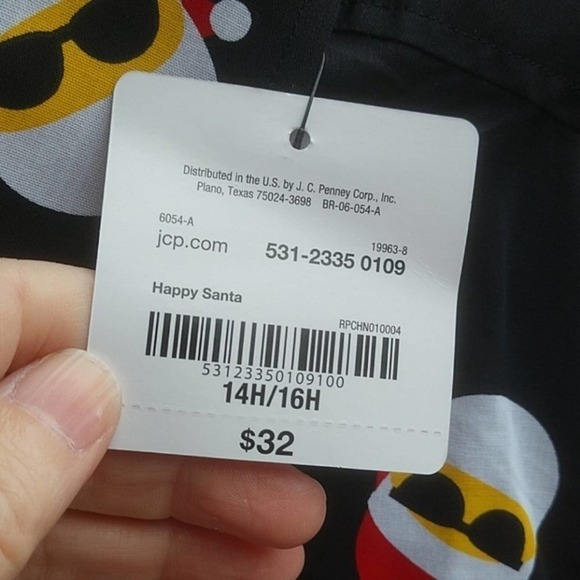 Distributed in the U.S. by J. C. Penney Corp., Inc.
Plano, Texas 75024-3698 BR-06-054-A
6054-A
19963-8
jcp.com 531-2335 0109
Happy Santa
RPCHN010004
53123350109100
14H/16H
$32